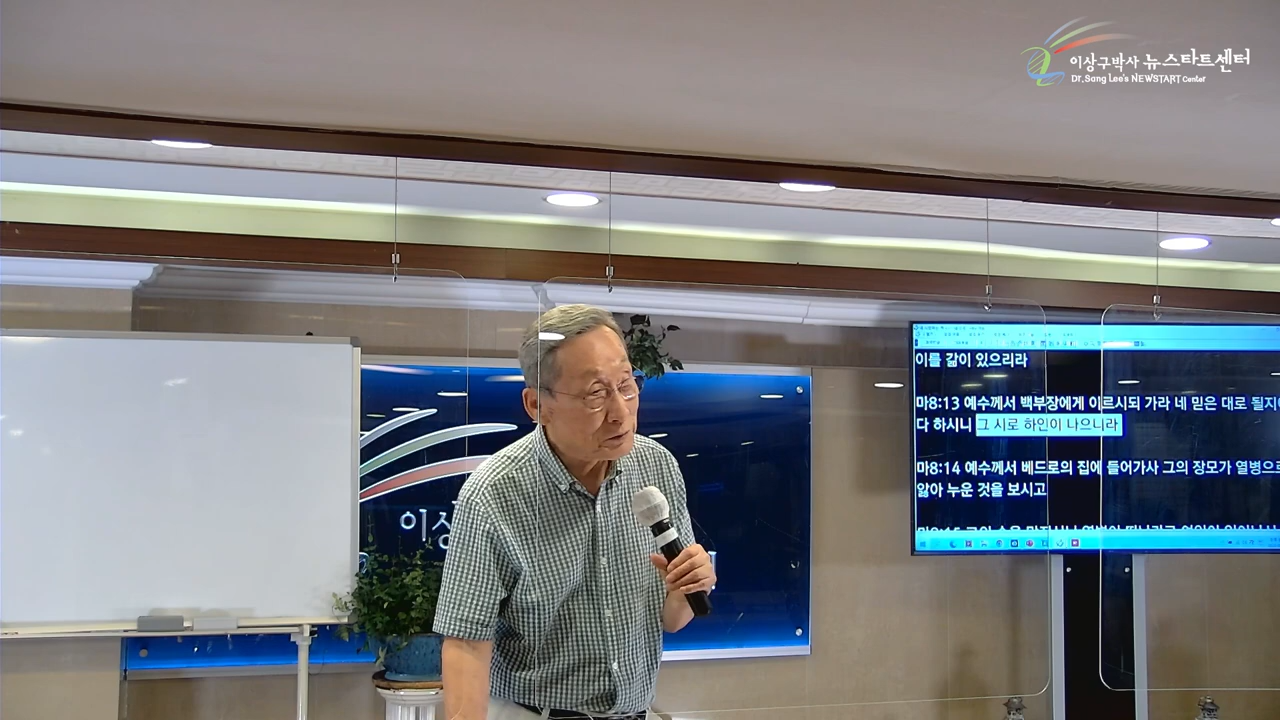 이상구박사 뉴스타트센터
Dr. Sang Lee's NEWSTART Center
이를 갊이 있으리라
마8:13 예수께서 백부장에게 이르시되 가라 네 믿은 대로 될지
다 하시니 그 시로 하인이 나으니라
마8:14 예수께서 베드로의 집에 들어가사 그의 장모가 열병으
앓아 누운 것을 보시고
이상